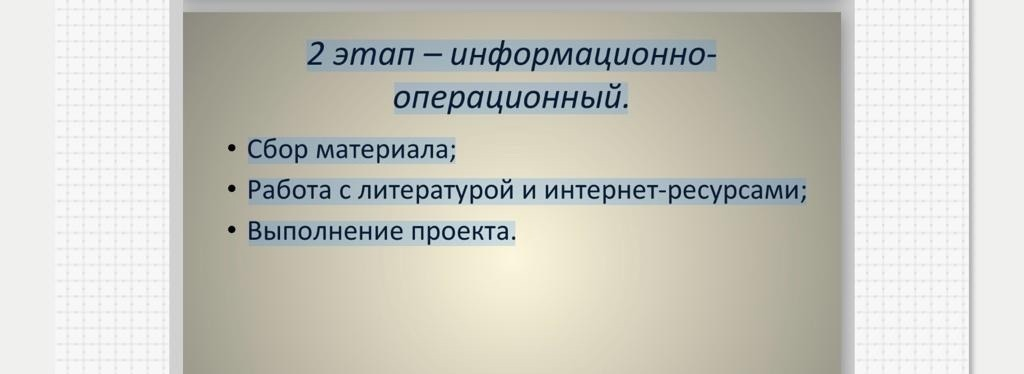 2 этап – информационно-
операционный.
• Сбор материала;
• Работа с литературой и интернет-ресурсами;
• Выполнение проекта.